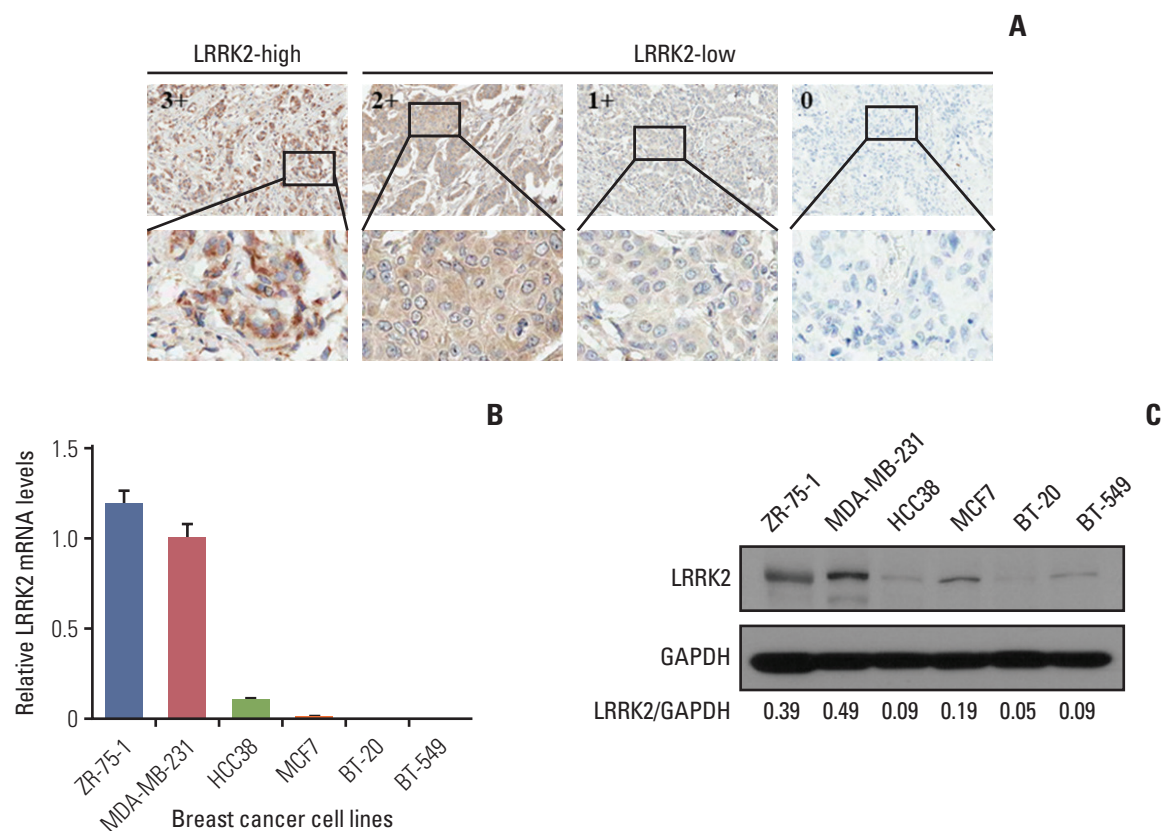 A
LRRK2-high
LRRK2-low
3+
2+
1+
0
B
Relative LRRK2 mRNA levels
1.5
1.0
0.5
0
ZR-75-1
MDA-MB-231
HCC38
MCF7
BT-20
BT-549
Breast cancer cell lines
C
ZR-75-1
MDA-MB-231
HCC38
MCF7
BT-20
BT-549
LRRK2
GAPDH
LRRK2/GAPDH 0.39 0.49 0.09 0.19 0.05 0.09